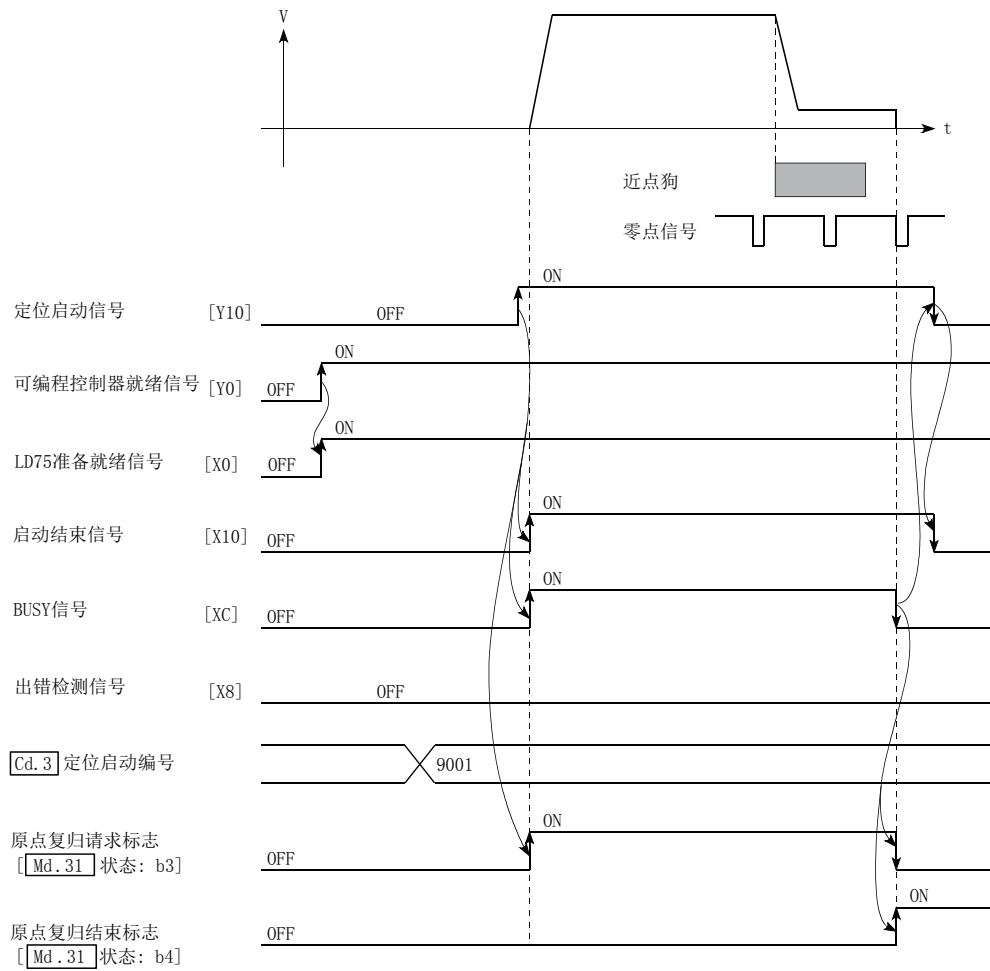 V
t
近点狗
零点信号
ON
定位启动信号 [Y10] OFF
ON
可编程控制器就绪信号 [Y0] OFF
ON
LD75准备就绪信号 [X0] OFF
ON
启动结束信号 [X10] OFF
ON
BUSY信号 [XC] OFF
出错检测信号 [X8] OFF
Cd.3 定位启动编号 9001
ON
原点复归请求标志
[Md.31 状态: b3] OFF
ON
原点复归结束标志 OFF
[Md.31 状态: b4]